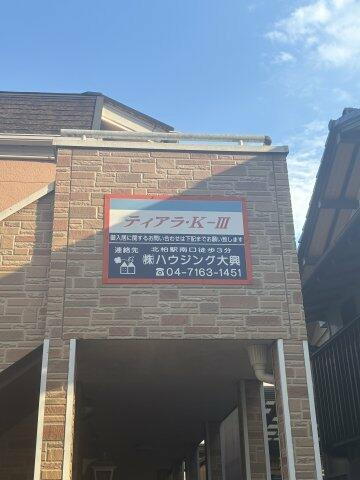 ティアラ・K-III
御入居に関するお問い合わせは下記までお願い致します
連絡先 北柏駅南口徒歩3分
㈱ハウジング大興
☎04-7163-1451